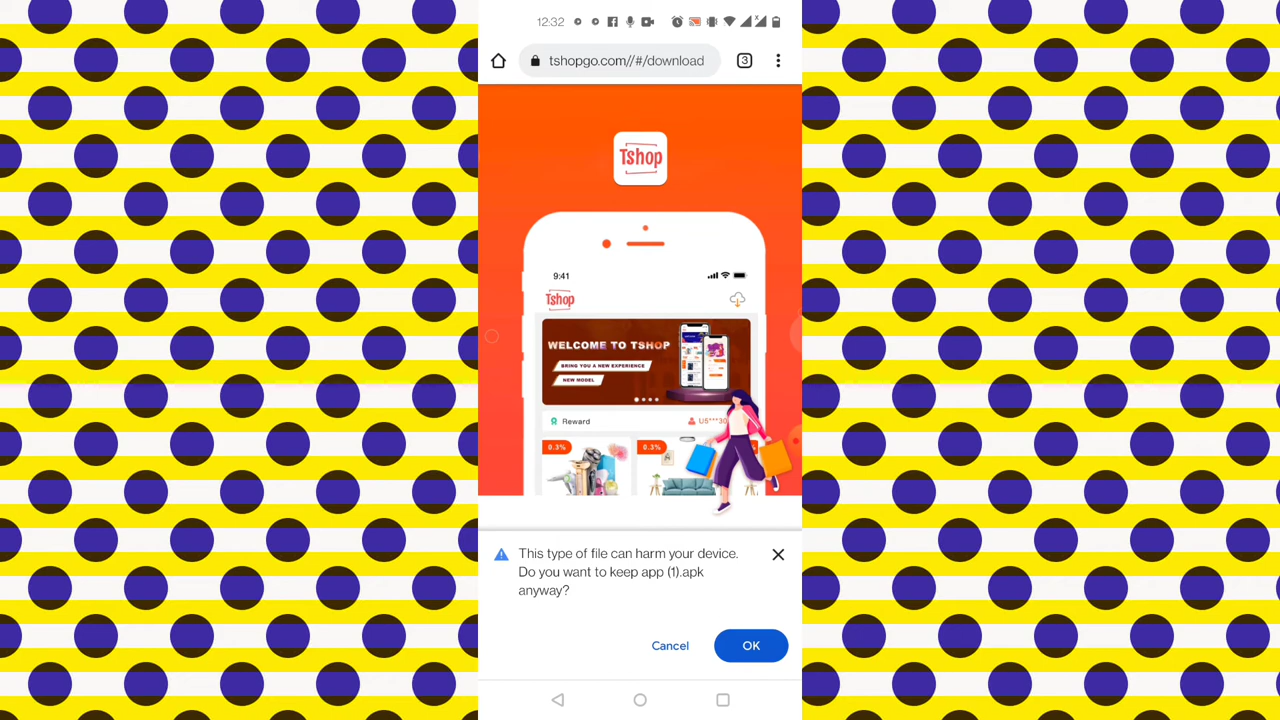 12:32
3
tshopgo.com//#/download
Tshop
9:41
Tshop
WELCOME TO TSHOP
BRING YOU A NEW EXPERIENCE
NEW MODEL
Reward
U5***30
0.3%
0.3%
This type of file can harm your device.
Do you want to keep app (1).apk
anyway?
Cancel
OK